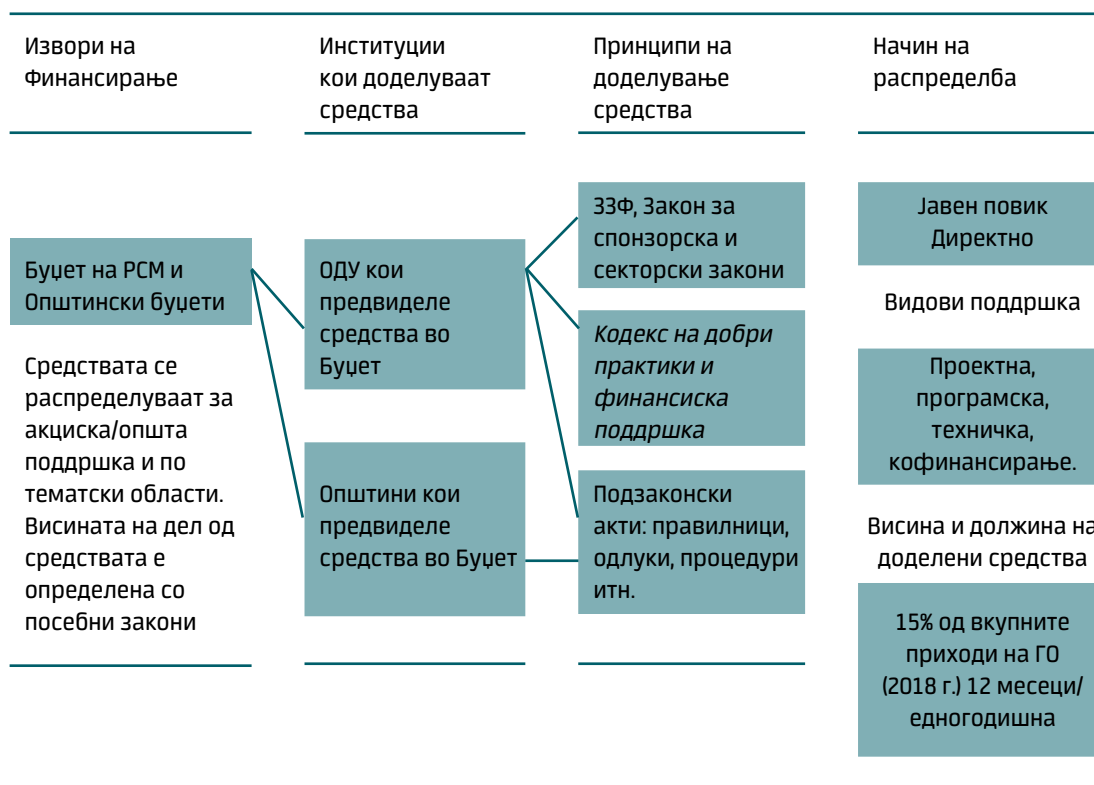 Извори на
Финансирање
Институции
кои доделуваат
средства
Принципи на
доделување
средства
Начин на
распределба
Буџет на РСМ и
Општински буџети
Средствата се
распределуваат за
акциска/општа
поддршка и по
тематски области.
Висината на дел од
средствата е
определена со
посебни закони
ОДУ кои
предвиделе
средства во
Буџет
Општини кои
предвиделе
средства во Буџет
ЗЗФ, Закон за
спонзорска и
секторски закони
Кодекс на добри
практики и
финансиска
поддршка
Подзаконски
акти: правилници,
одлуки, процедури
итн.
Јавен повик
Директно
Видови поддршка
Проектна,
програмска,
техничка,
кофинансирање.
Висина и должина на
доделени средства
15% од вкупните
приходи на ГО
(2018 г.) 12 месеци/
едногодишна